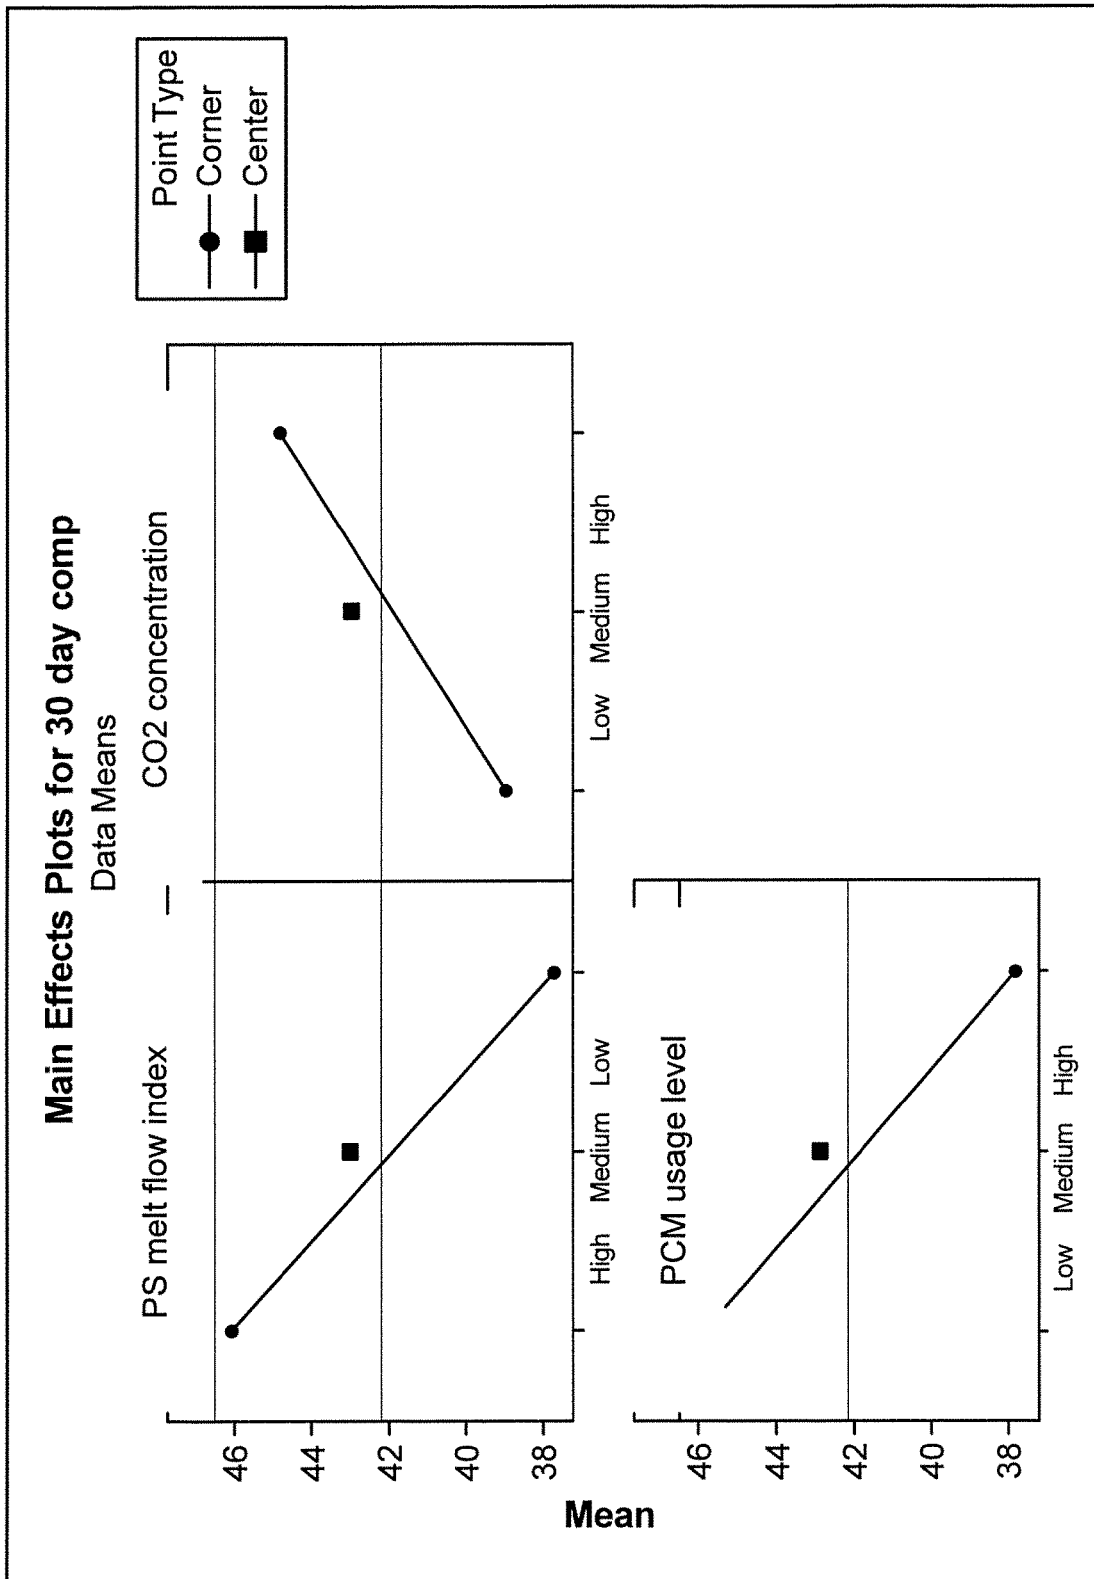 Main Effects Plots for 30 day comp
Data Means
PS melt flow index
CO2 concentration
Point Type
Corner
Center
46
44
42
40
38
High Medium Low
Low Medium High
PCM usage level
46
44
42
40
38
Low Medium High
Mean